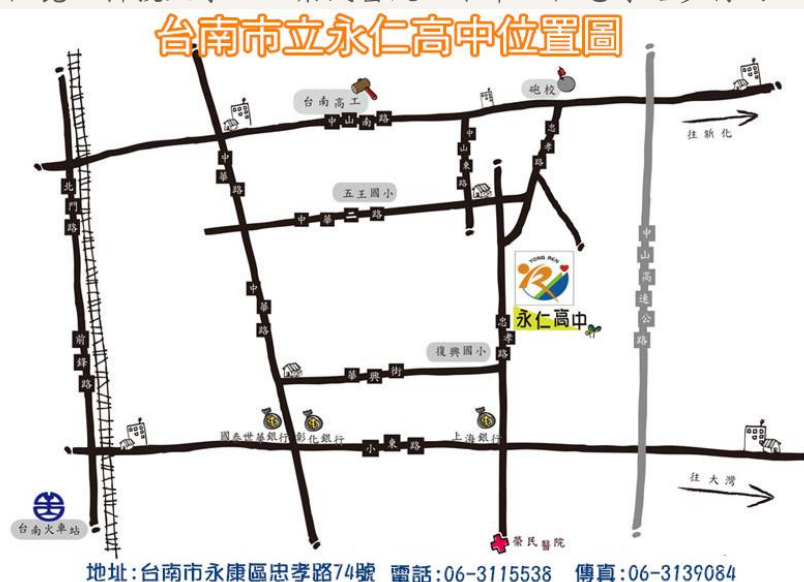 台南市立永仁高中位置圖
台南高工
砲校
中山南路
往新化
中山東路
忠孝路
中華路
北門路
五王國小
中華二路
中山高速公路
YONG REN
永仁高中
中華路
忠孝路
前鋒路
復興國小
華興街
國泰世華銀行
彰化銀行
上海銀行
小東路
往大灣
台南火車站
榮民醫院
地址:台南市永康區忠孝路74號 電話:06-3115538 傳真:06-3139084